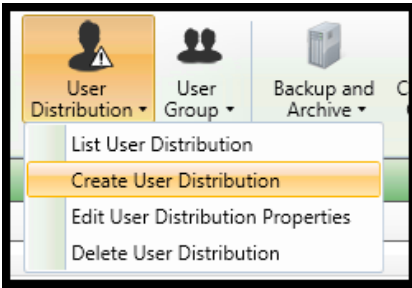 User
Distribution
User
Group
Backup and
Archive
C
List User Distribution
Create User Distribution
Edit User Distribution Properties
Delete User Distribution